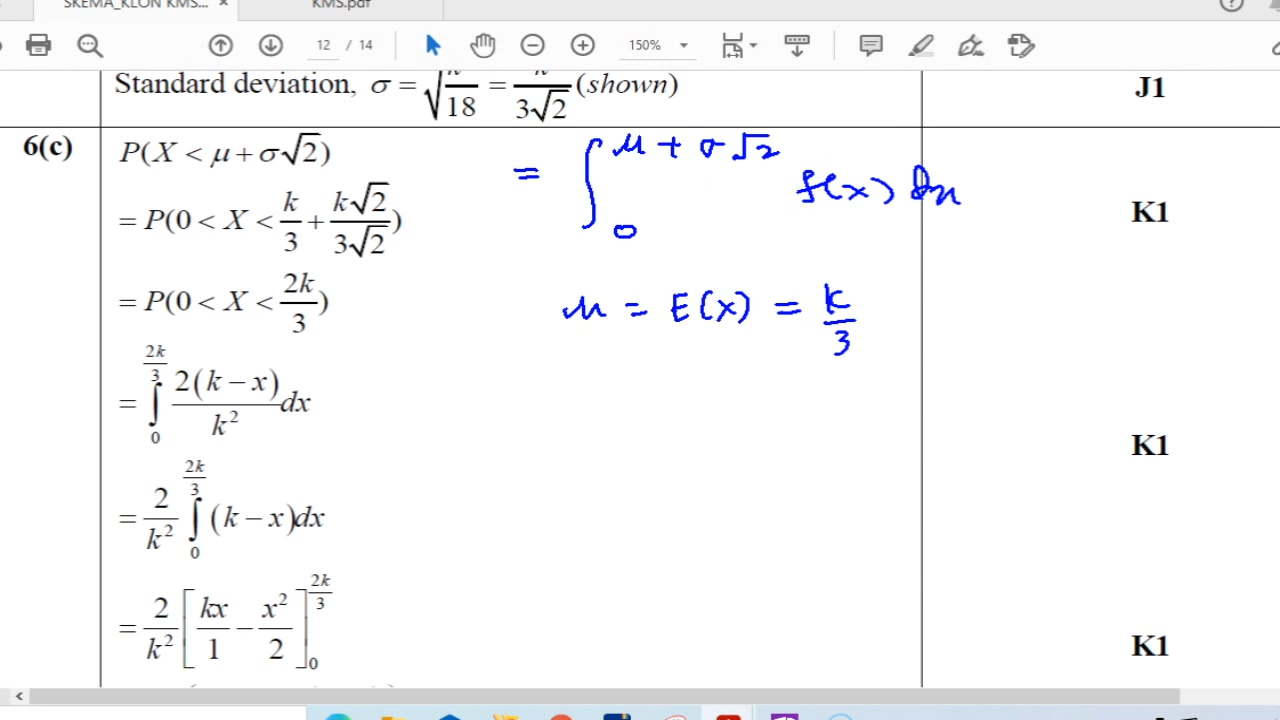 SKEMA_KLON KMS... × KMS.pdf
12 / 14 150%
Standard deviation, σ = √(k²/18) = k/(3√2) (shown) J1
6(c) P(X < μ + σ√2) = ∫₀^(μ + σ√2) f(x) dx
= P(0 < X < k/3 + k√2/(3√2)) K1
= P(0 < X < 2k/3) μ = E(x) = k/3
= ∫₀^(2k/3) 2(k − x)/k² dx K1
= 2/k² ∫₀^(2k/3) (k − x)dx
= 2/k² [kx/1 − x²/2]₀^(2k/3) K1